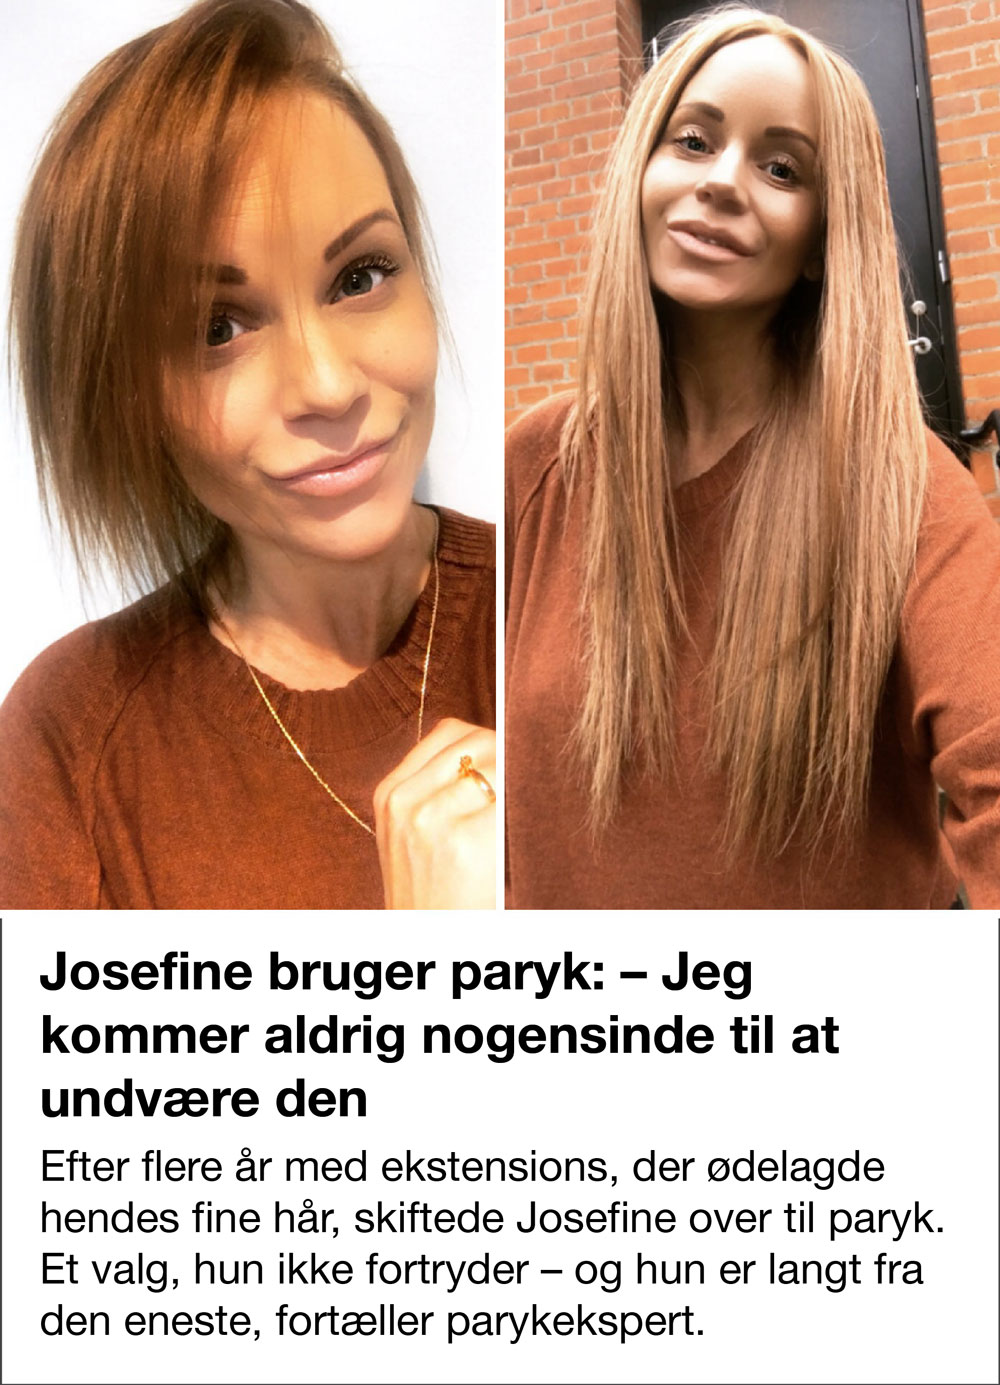 Josefine bruger paryk: – Jeg
kommer aldrig nogensinde til at
undvære den
Efter flere år med ekstensions, der ødelagde
hendes fine hår, skiftede Josefine over til paryk.
Et valg, hun ikke fortryder – og hun er langt fra
den eneste, fortæller parykekspert.